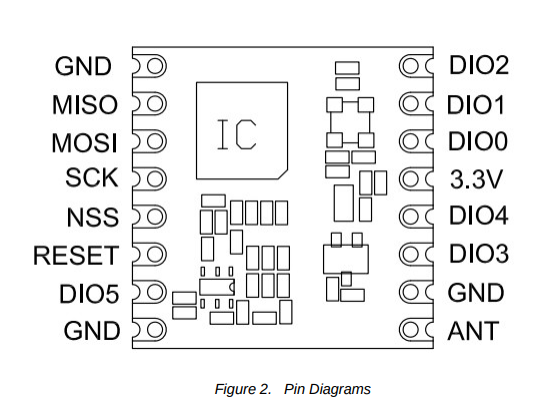 GND DIO2
MISO DIO1
IC
MOSI DIO0
SCK 3.3V
NSS DIO4
RESET DIO3
DIO5 GND
GND ANT
Figure 2. Pin Diagrams